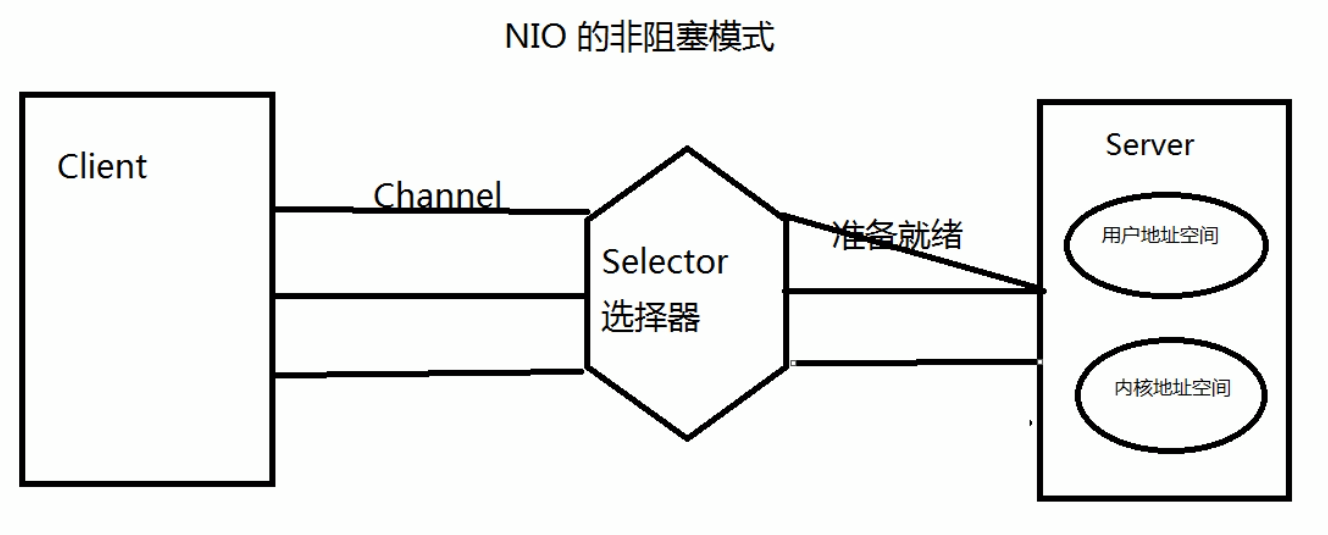 NIO 的非阻塞模式
Client
Channel
Selector
选择器
准备就绪
Server
用户地址空间
内核地址空间